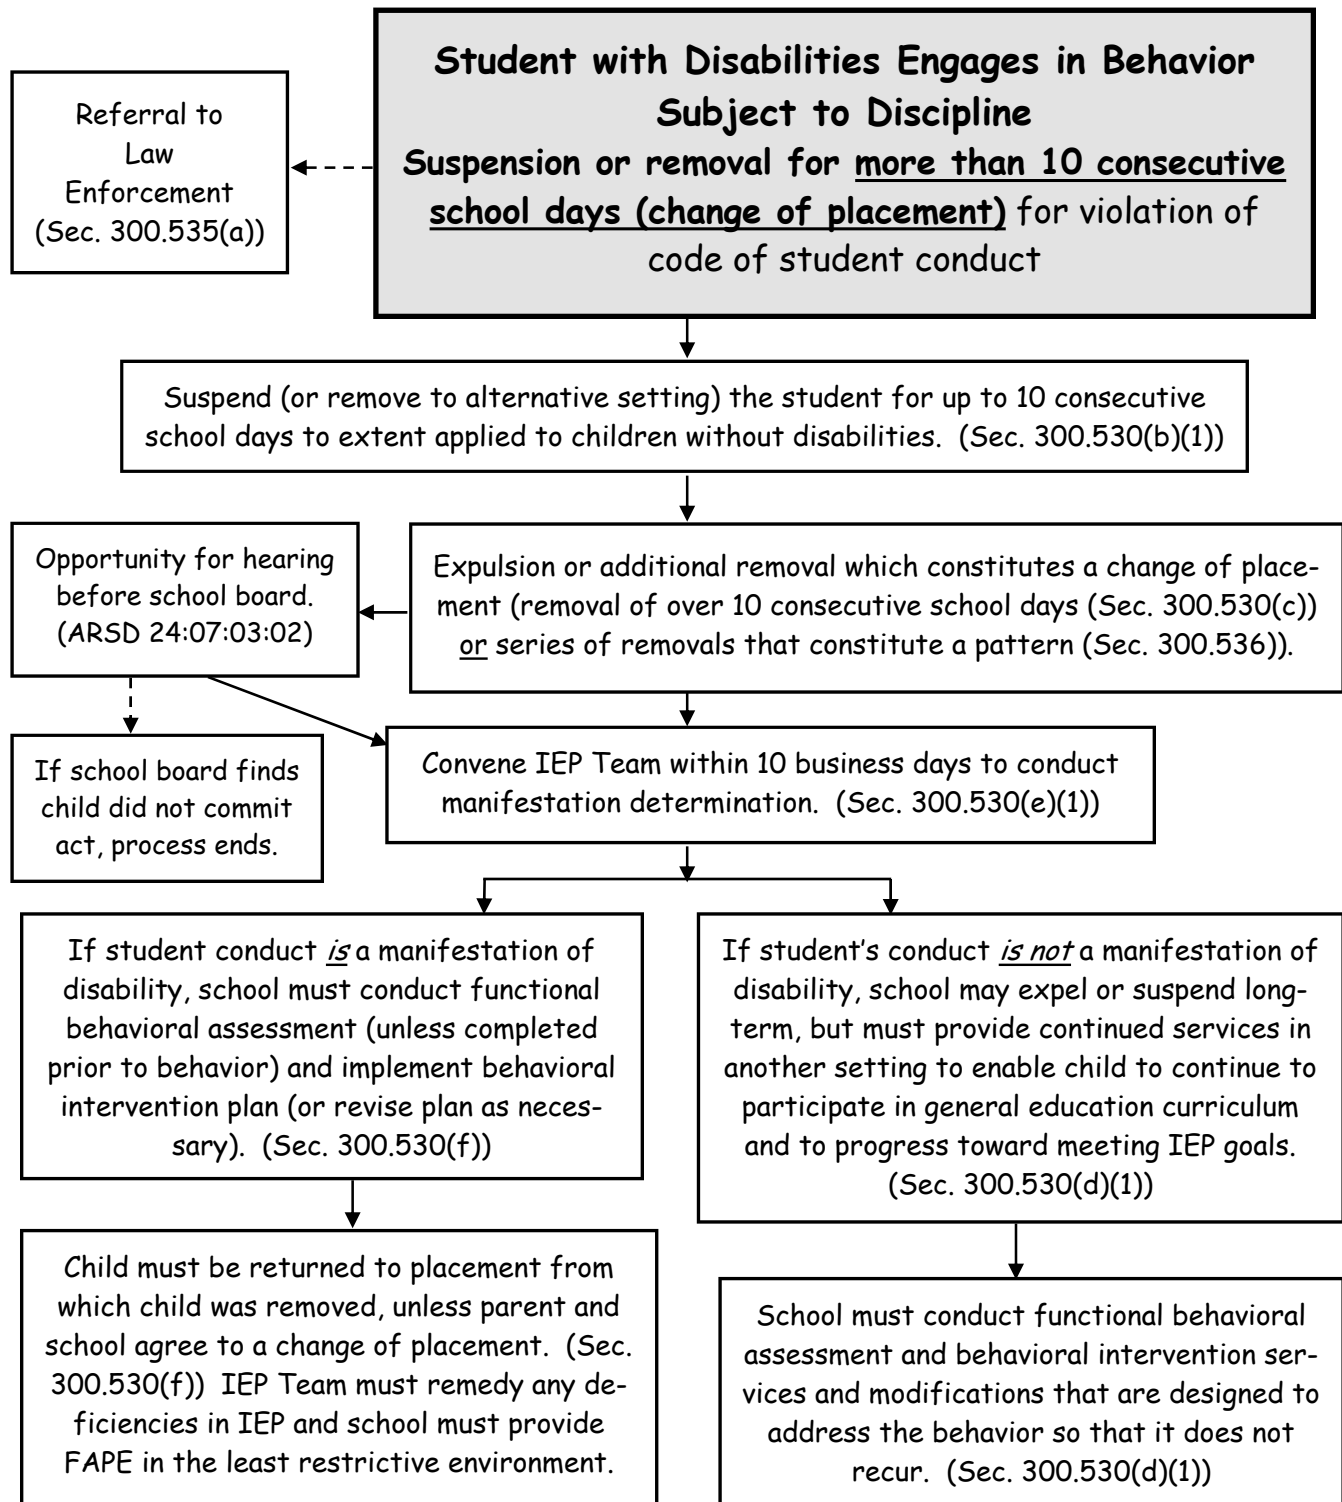 Student with Disabilities Engages in Behavior
Subject to Discipline
Suspension or removal for more than 10 consecutive
school days (change of placement) for violation of
code of student conduct
Referral to
Law
Enforcement
(Sec. 300.535(a))
Suspend (or remove to alternative setting) the student for up to 10 consecutive
school days to extent applied to children without disabilities.  (Sec. 300.530(b)(1))
Expulsion or additional removal which constitutes a change of place-
ment (removal of over 10 consecutive school days (Sec. 300.530(c))
or series of removals that constitute a pattern (Sec. 300.536)).
Opportunity for hearing
before school board.
(ARSD 24:07:03:02)
If school board finds
child did not commit
act, process ends.
Convene IEP Team within 10 business days to conduct
manifestation determination.  (Sec. 300.530(e)(1))
If student conduct is a manifestation of
disability, school must conduct functional
behavioral assessment (unless completed
prior to behavior) and implement behavioral
intervention plan (or revise plan as neces-
sary).  (Sec. 300.530(f))
If student's conduct is not a manifestation of
disability, school may expel or suspend long-
term, but must provide continued services in
another setting to enable child to continue to
participate in general education curriculum
and to progress toward meeting IEP goals.
(Sec. 300.530(d)(1))
Child must be returned to placement from
which child was removed, unless parent and
school agree to a change of placement.  (Sec.
300.530(f))  IEP Team must remedy any de-
ficiencies in IEP and school must provide
FAPE in the least restrictive environment.
School must conduct functional behavioral
assessment and behavioral intervention ser-
vices and modifications that are designed to
address the behavior so that it does not
recur.  (Sec. 300.530(d)(1))